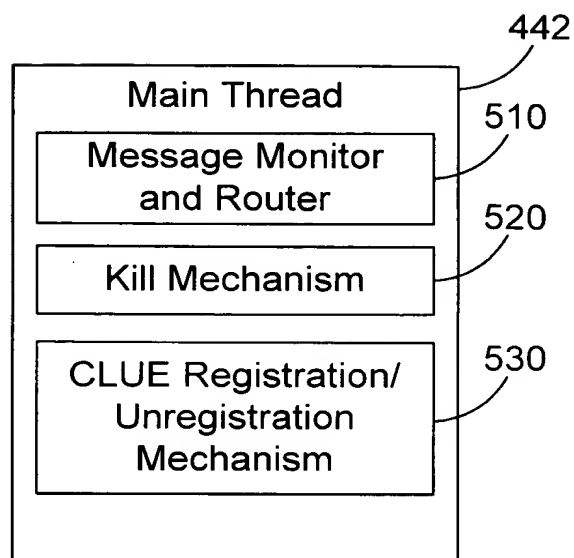 442
Main Thread
510
Message Monitor
and Router
520
Kill Mechanism
530
CLUE Registration/
Unregistration
Mechanism